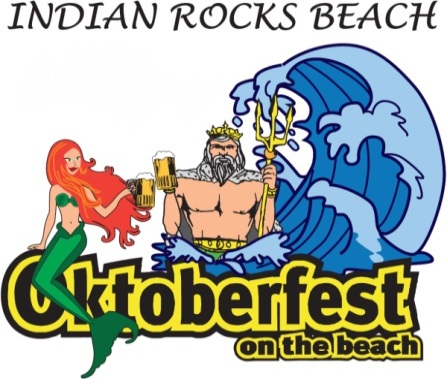 INDIAN ROCKS BEACH
Oktoberfest
on the beach